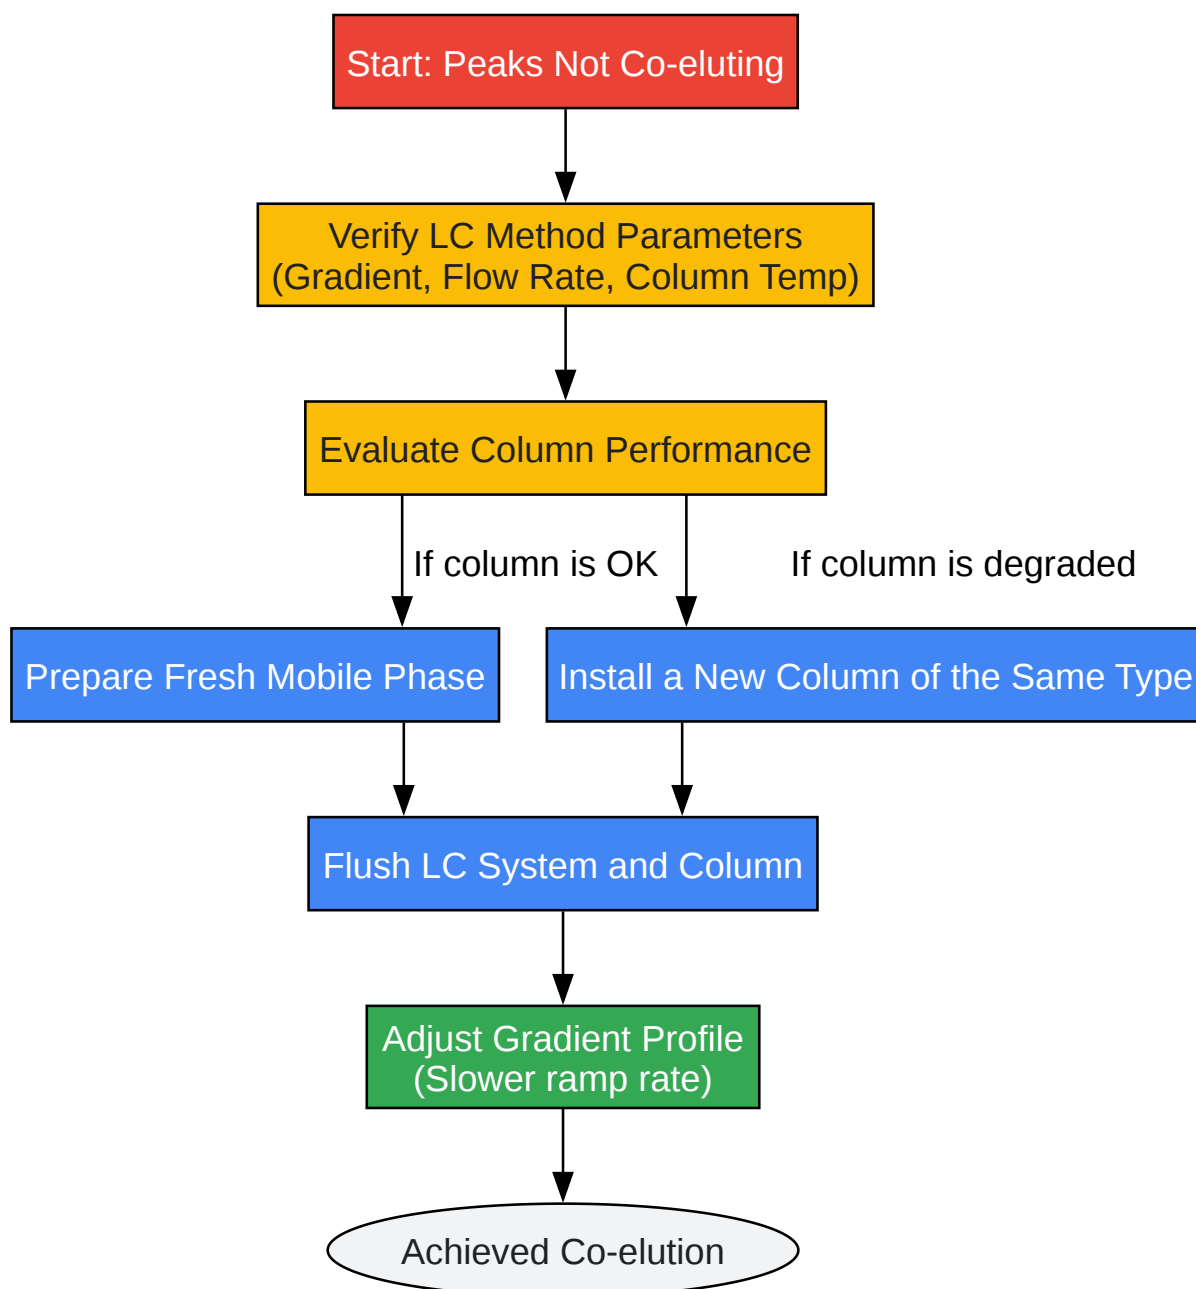 Start: Peaks Not Co-eluting
Verify LC Method Parameters
(Gradient, Flow Rate, Column Temp)
Evaluate Column Performance
If column is OK
If column is degraded
Prepare Fresh Mobile Phase
Install a New Column of the Same Type
Flush LC System and Column
Adjust Gradient Profile
(Slower ramp rate)
Achieved Co-elution